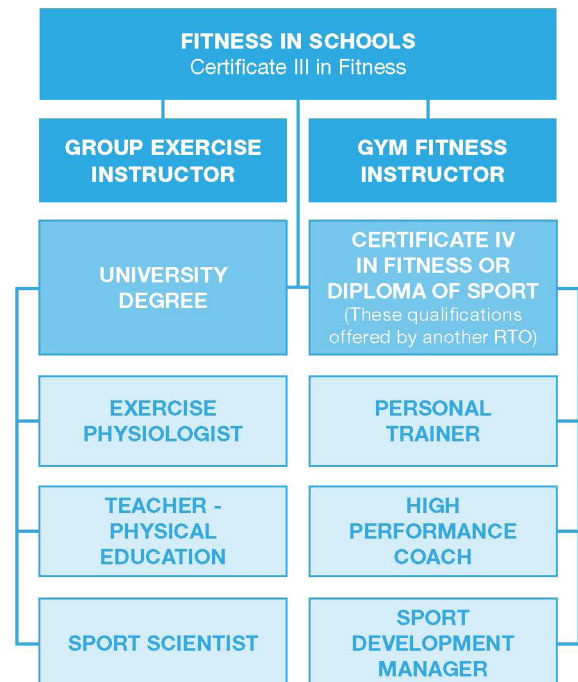 FITNESS IN SCHOOLS
Certificate III in Fitness
GROUP EXERCISE
INSTRUCTOR
GYM FITNESS
INSTRUCTOR
UNIVERSITY
DEGREE
CERTIFICATE IV
IN FITNESS OR
DIPLOMA OF SPORT
(These qualifications
offered by another RTO)
EXERCISE
PHYSIOLOGIST
PERSONAL
TRAINER
TEACHER -
PHYSICAL
EDUCATION
HIGH
PERFORMANCE
COACH
SPORT SCIENTIST
SPORT
DEVELOPMENT
MANAGER